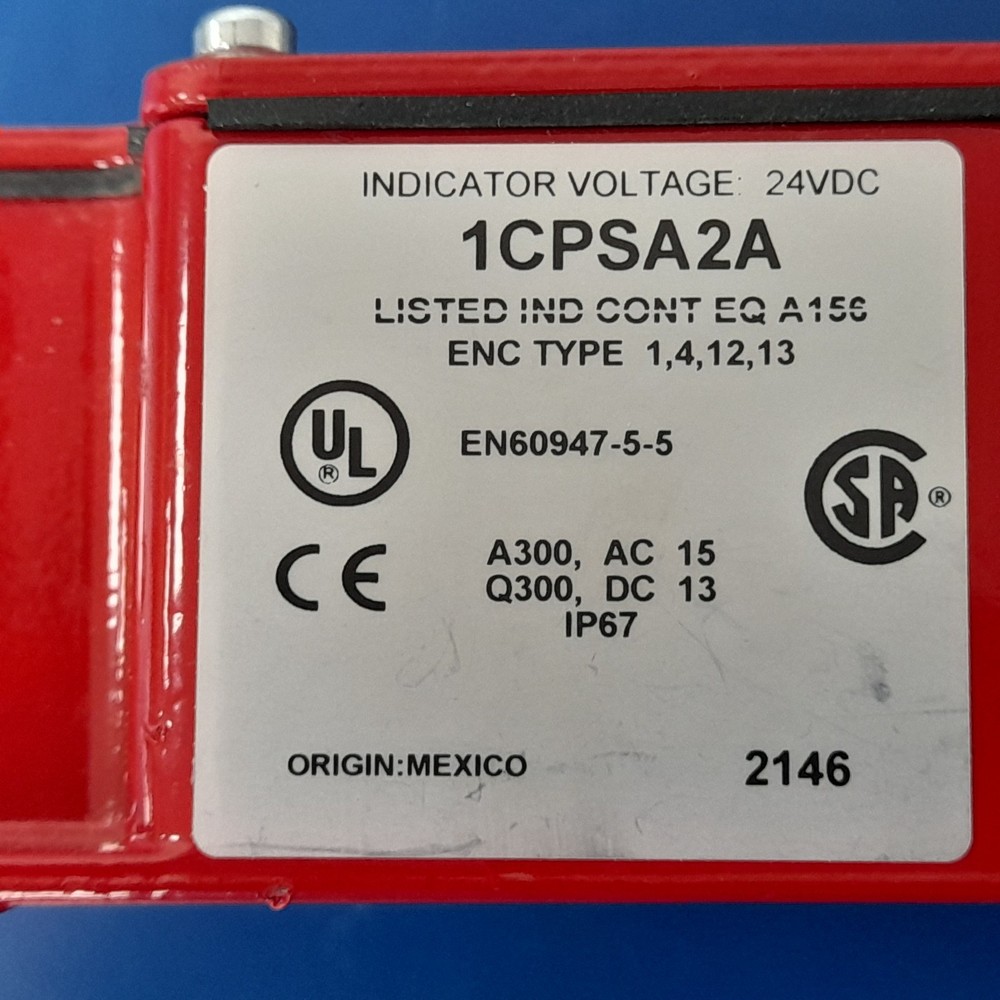 INDICATOR VOLTAGE: 24VDC
1CPSA2A
LISTED IND CONT EQ A156
ENC TYPE 1,4,12,13
UL
®
EN60947-5-5
CSA ®
CE
A300, AC 15
Q300, DC 13
IP67
ORIGIN:MEXICO
2146